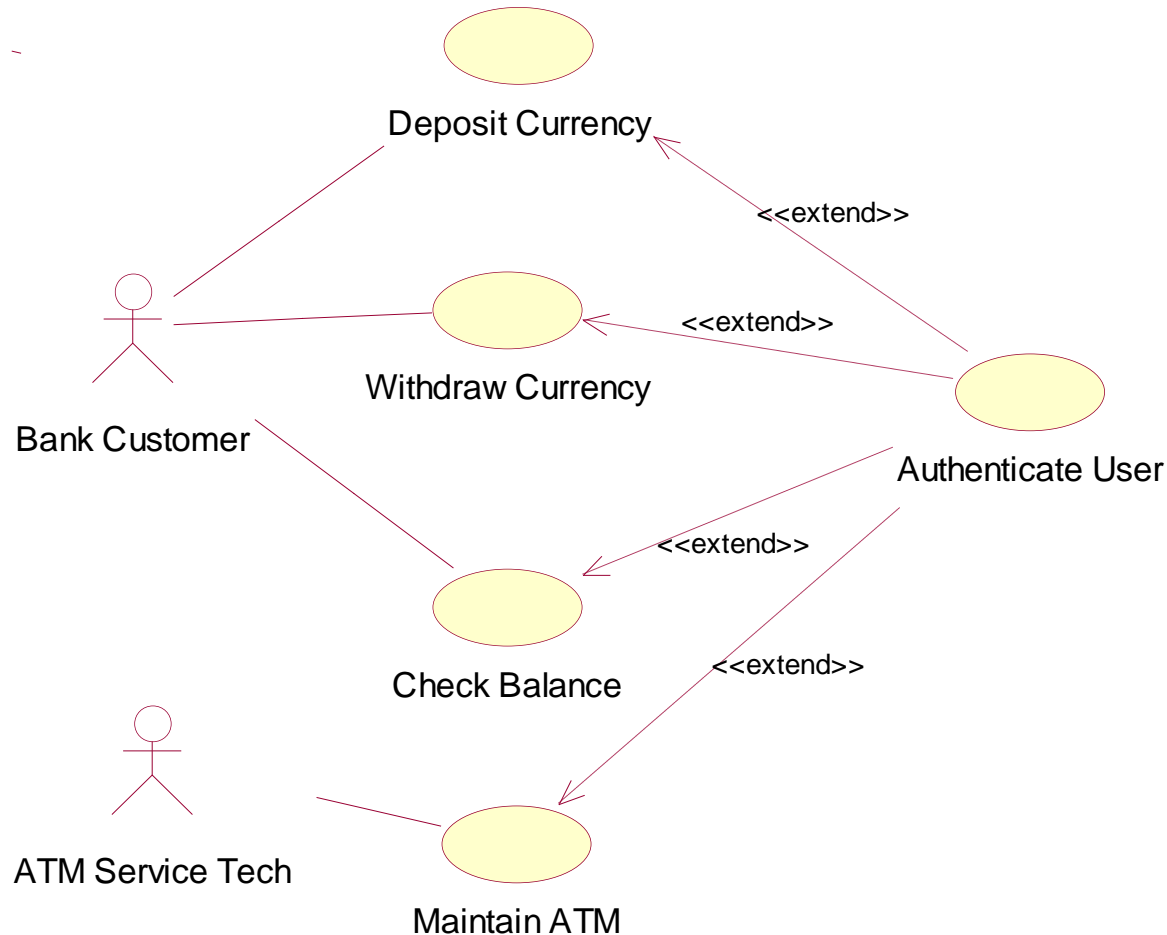 Deposit Currency
<<extend>>
<<extend>>
Withdraw Currency
Bank Customer
Authenticate User
<<extend>>
<<extend>>
Check Balance
ATM Service Tech
Maintain ATM